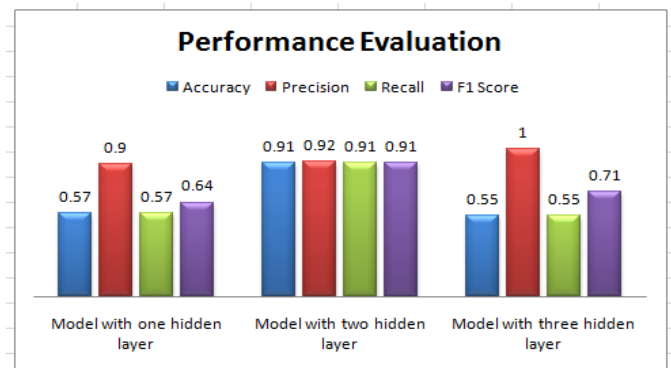 Performance Evaluation
Accuracy Precision Recall F1 Score
0.57 0.9 0.57 0.64 0.91 0.92 0.91 0.91 0.55 1 0.55 0.71
Model with one hidden layer
Model with two hidden layer
Model with three hidden layer